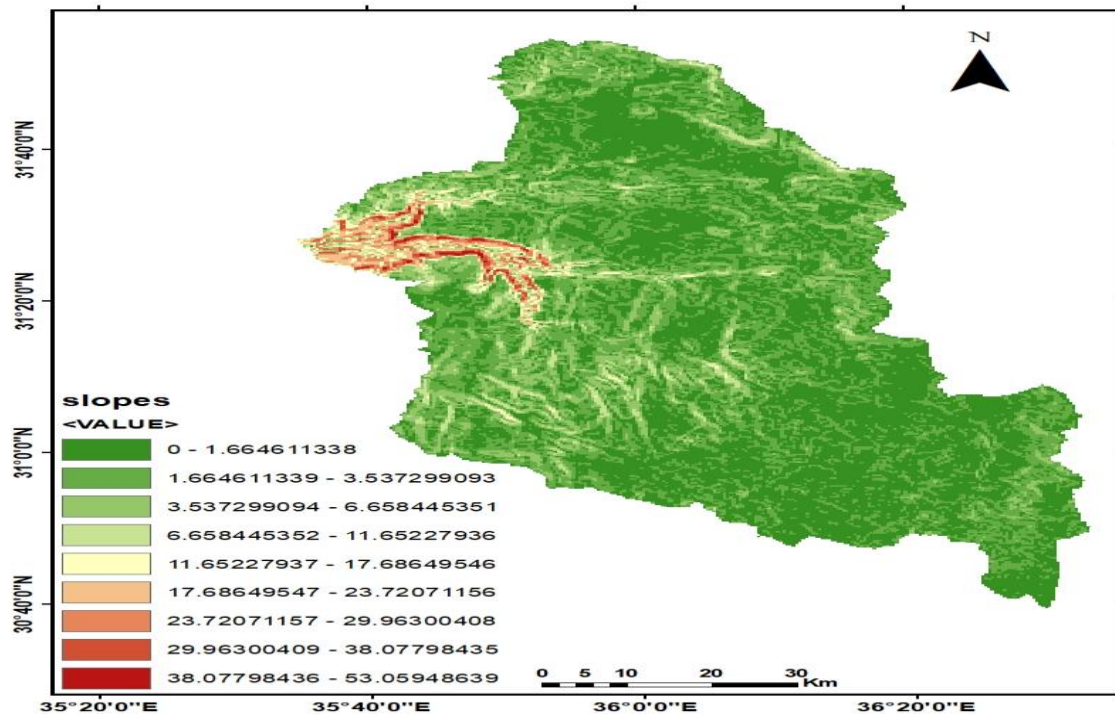 N
31°40'0"N
31°20'0"N
31°0'0"N
30°40'0"N
slopes
<VALUE>
0 - 1.664611338
1.664611339 - 3.537299093
3.537299094 - 6.658445351
6.658445352 - 11.65227936
11.65227937 - 17.68649546
17.68649547 - 23.72071156
23.72071157 - 29.96300408
29.96300409 - 38.07798435
38.07798436 - 53.05948639
0 5 10 20 30
Km
35°20'0"E 35°40'0"E 36°0'0"E 36°20'0"E